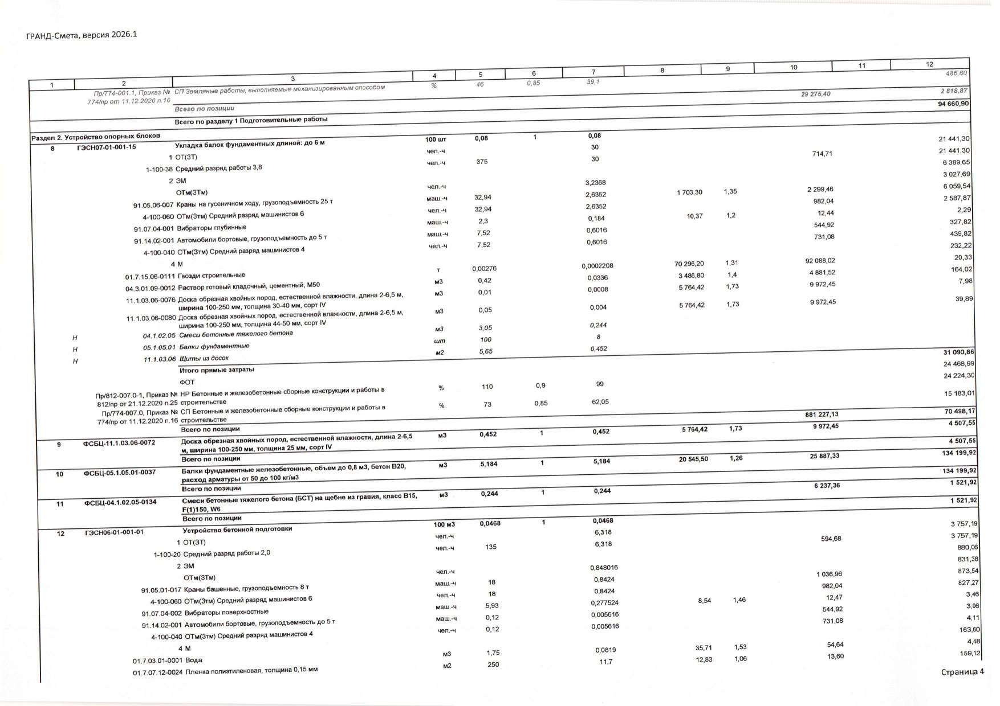 ГРАНД-Смета, версия 2026.1
1 2 3 4 5 6 7 8 9 10 11 12
Пр/774-001.1, Приказ № СП Земляные работы, выполняемые механизированным способом % 46 0,85 39,1 486,60
774/пр от 11.12.2020 п.16
Всего по позиции 29 275,40 2 818,87
Всего по разделу 1 Подготовительные работы 94 660,90
Раздел 2. Устройство опорных блоков
8 ГЭСН07-01-001-15 Укладка балок фундаментных длиной: до 6 м 100 шт 0,08 1 0,08
1 ОТ(ЗТ) чел.-ч 30 21 441,30
1-100-38 Средний разряд работы 3,8 чел.-ч 375 30 714,71 21 441,30
2 ЭМ 6 389,65
ОТм(ЗТм) чел.-ч 3,2368 3 027,69
91.05.06-007 Краны на гусеничном ходу, грузоподъемность 25 т маш.-ч 32,94 2,6352 1 703,30 1,35 2 299,46 6 059,54
4-100-060 ОТм(Зтм) Средний разряд машинистов 6 чел.-ч 32,94 2,6352 982,04 2 587,87
91.07.04-001 Вибраторы глубинные маш.-ч 2,3 0,184 10,37 1,2 12,44 2,29
91.14.02-001 Автомобили бортовые, грузоподъемность до 5 т маш.-ч 7,52 0,6016 544,92 327,82
4-100-040 ОТм(Зтм) Средний разряд машинистов 4 чел.-ч 7,52 0,6016 731,08 439,82
4 М 232,22
01.7.15.06-0111 Гвозди строительные т 0,00276 0,0002208 70 296,20 1,31 92 088,02 20,33
04.3.01.09-0012 Раствор готовый кладочный, цементный, М50 м3 0,42 0,0336 3 486,80 1,4 4 881,52 164,02
11.1.03.06-0076 Доска обрезная хвойных пород, естественной влажности, длина 2-6,5 м, м3 0,01 0,0008 5 764,42 1,73 9 972,45 7,98
ширина 100-250 мм, толщина 30-40 мм, сорт IV
11.1.03.06-0080 Доска обрезная хвойных пород, естественной влажности, длина 2-6,5 м, м3 0,05 0,004 5 764,42 1,73 9 972,45 39,89
ширина 100-250 мм, толщина 44-50 мм, сорт IV
Н 04.1.02.05 Смеси бетонные тяжелого бетона м3 3,05 0,244
Н 05.1.05.01 Балки фундаментные шт 100 8
Н 11.1.03.06 Щиты из досок м2 5,65 0,452
Итого прямые затраты 31 090,86
ФОТ 24 468,99
Пр/812-007.0-1, Приказ № НР Бетонные и железобетонные сборные конструкции и работы в % 110 0,9 99 24 224,30
812/пр от 21.12.2020 п.25 строительстве
Пр/774-007.0, Приказ № СП Бетонные и железобетонные сборные конструкции и работы в % 73 0,85 62,05 15 183,01
774/пр от 11.12.2020 п.16 строительстве
Всего по позиции 881 227,13 70 498,17
9 ФСБЦ-11.1.03.06-0072 Доска обрезная хвойных пород, естественной влажности, длина 2-6,5 м3 0,452 1 0,452 5 764,42 1,73 9 972,45 4 507,55
м, ширина 100-250 мм, толщина 25 мм, сорт IV
Всего по позиции 4 507,55
10 ФСБЦ-05.1.05.01-0037 Балки фундаментные железобетонные, объем до 0,8 м3, бетон В20, м3 5,184 1 5,184 20 545,50 1,26 25 887,33 134 199,92
расход арматуры от 50 до 100 кг/м3
Всего по позиции 134 199,92
11 ФСБЦ-04.1.02.05-0134 Смеси бетонные тяжелого бетона (БСТ) на щебне из гравия, класс В15, м3 0,244 1 0,244 6 237,36 1 521,92
F(1)150, W6
Всего по позиции 1 521,92
12 ГЭСН06-01-001-01 Устройство бетонной подготовки 100 м3 0,0468 1 0,0468
1 ОТ(ЗТ) чел.-ч 6,318 3 757,19
1-100-20 Средний разряд работы 2,0 чел.-ч 135 6,318 594,68 3 757,19
2 ЭМ 880,06
ОТм(ЗТм) чел.-ч 0,848016 831,38
91.05.01-017 Краны башенные, грузоподъемность 8 т маш.-ч 18 0,8424 1 036,96 873,54
4-100-060 ОТм(Зтм) Средний разряд машинистов 6 чел.-ч 18 0,8424 982,04 827,27
91.07.04-002 Вибраторы поверхностные маш.-ч 5,93 0,277524 8,54 1,46 12,47 3,46
91.14.02-001 Автомобили бортовые, грузоподъемность до 5 т маш.-ч 0,12 0,005616 544,92 3,06
4-100-040 ОТм(Зтм) Средний разряд машинистов 4 чел.-ч 0,12 0,005616 731,08 4,11
4 М 163,60
01.7.03.01-0001 Вода м3 1,75 0,0819 35,71 1,53 54,64 4,48
01.7.07.12-0024 Пленка полиэтиленовая, толщина 0,15 мм м2 250 11,7 12,83 1,06 13,60 159,12
Страница 4